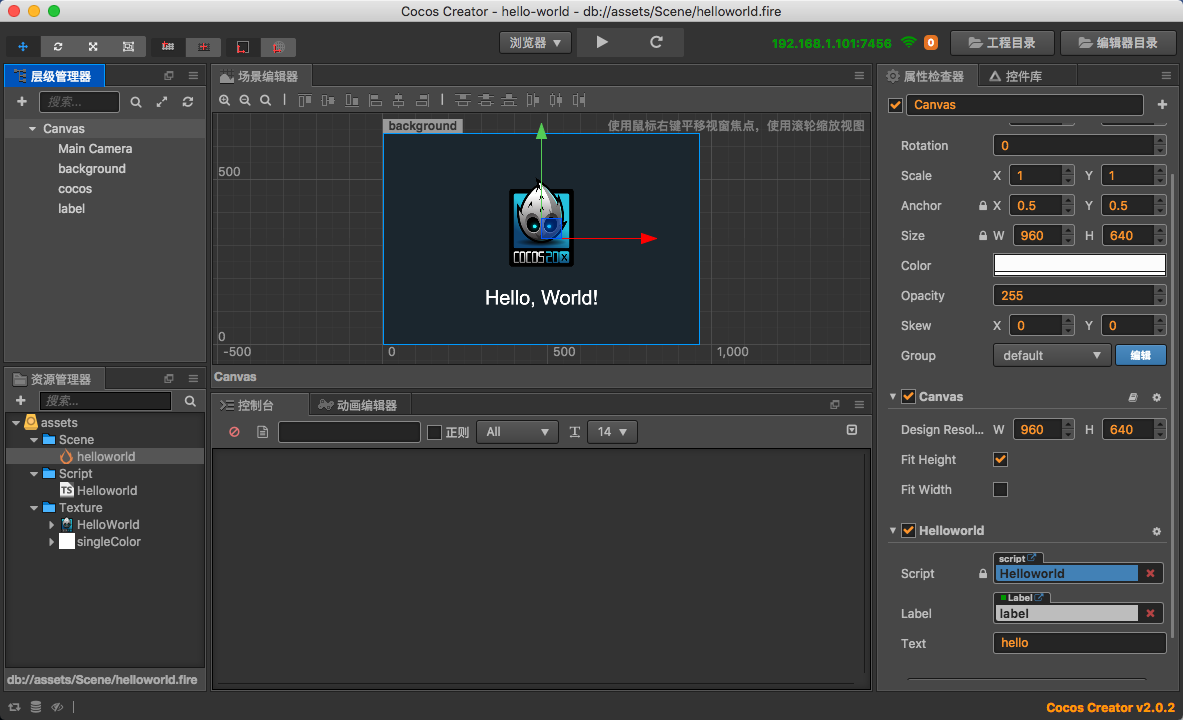 Cocos Creator - hello-world - db://assets/Scene/helloworld.fire
浏览器
192.168.1.101:7456
0
工程目录
编辑器目录
层级管理器
搜索...
Canvas
Main Camera
background
cocos
label
场景编辑器
background
使用鼠标右键平移视窗焦点，使用滚轮缩放视图
500
0
-500
0
500
1,000
COCOS2DX
Hello, World!
Canvas
资源管理器
搜索...
assets
Scene
helloworld
Script
TS
Helloworld
Texture
HelloWorld
singleColor
db://assets/Scene/helloworld.fire
控制台
动画编辑器
正则
All
14
属性检查器
控件库
Canvas
Rotation
0
Scale
X
1
Y
1
Anchor
X
0.5
Y
0.5
Size
W
960
H
640
Color
Opacity
255
Skew
X
0
Y
0
Group
default
编辑
Canvas
Design Resol...
W
960
H
640
Fit Height
Fit Width
Helloworld
script
Script
Helloworld
Label
Label
label
Text
hello
Cocos Creator v2.0.2